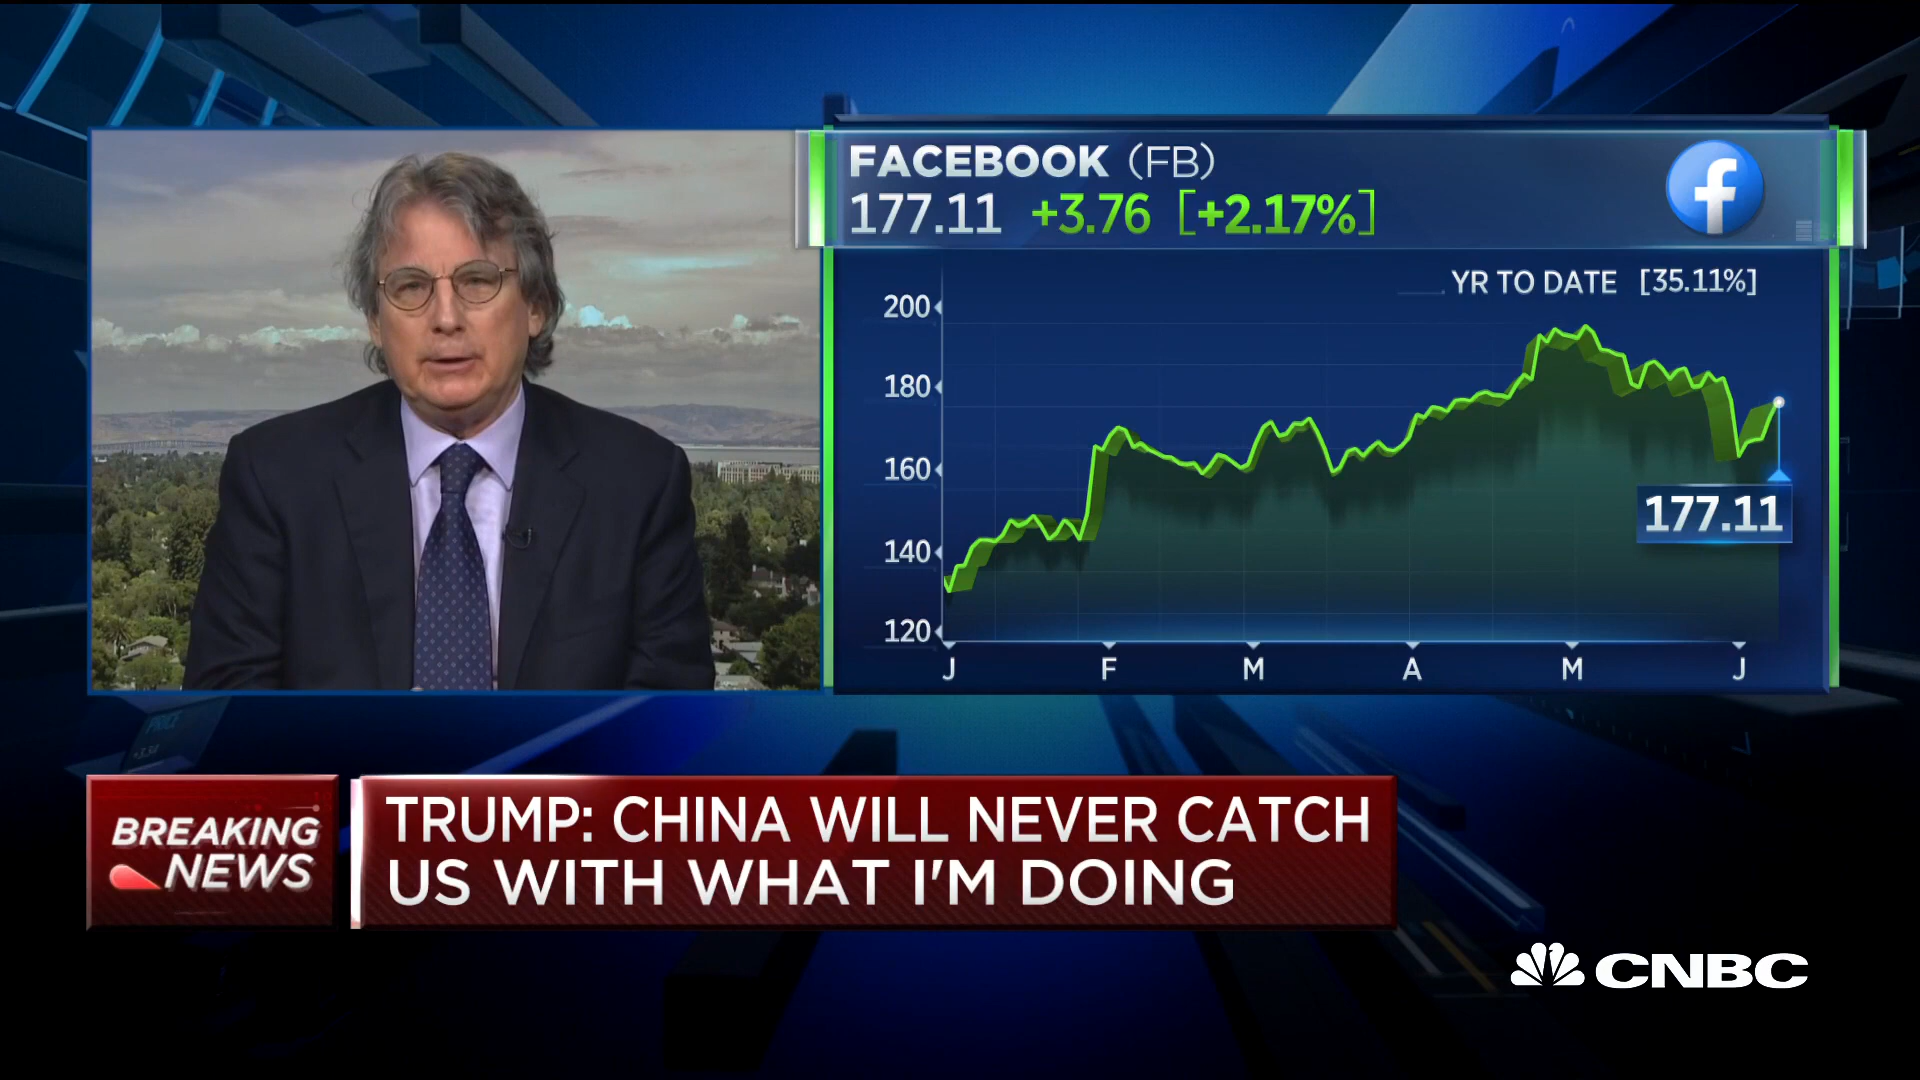 FACEBOOK (FB)
177.11 +3.76 [+2.17%]
YR TO DATE [35.11%]
200
180
160
140
120
177.11
J F M A M J
PRICE
BREAKING
NEWS
TRUMP: CHINA WILL NEVER CATCH
US WITH WHAT I'M DOING
CNBC